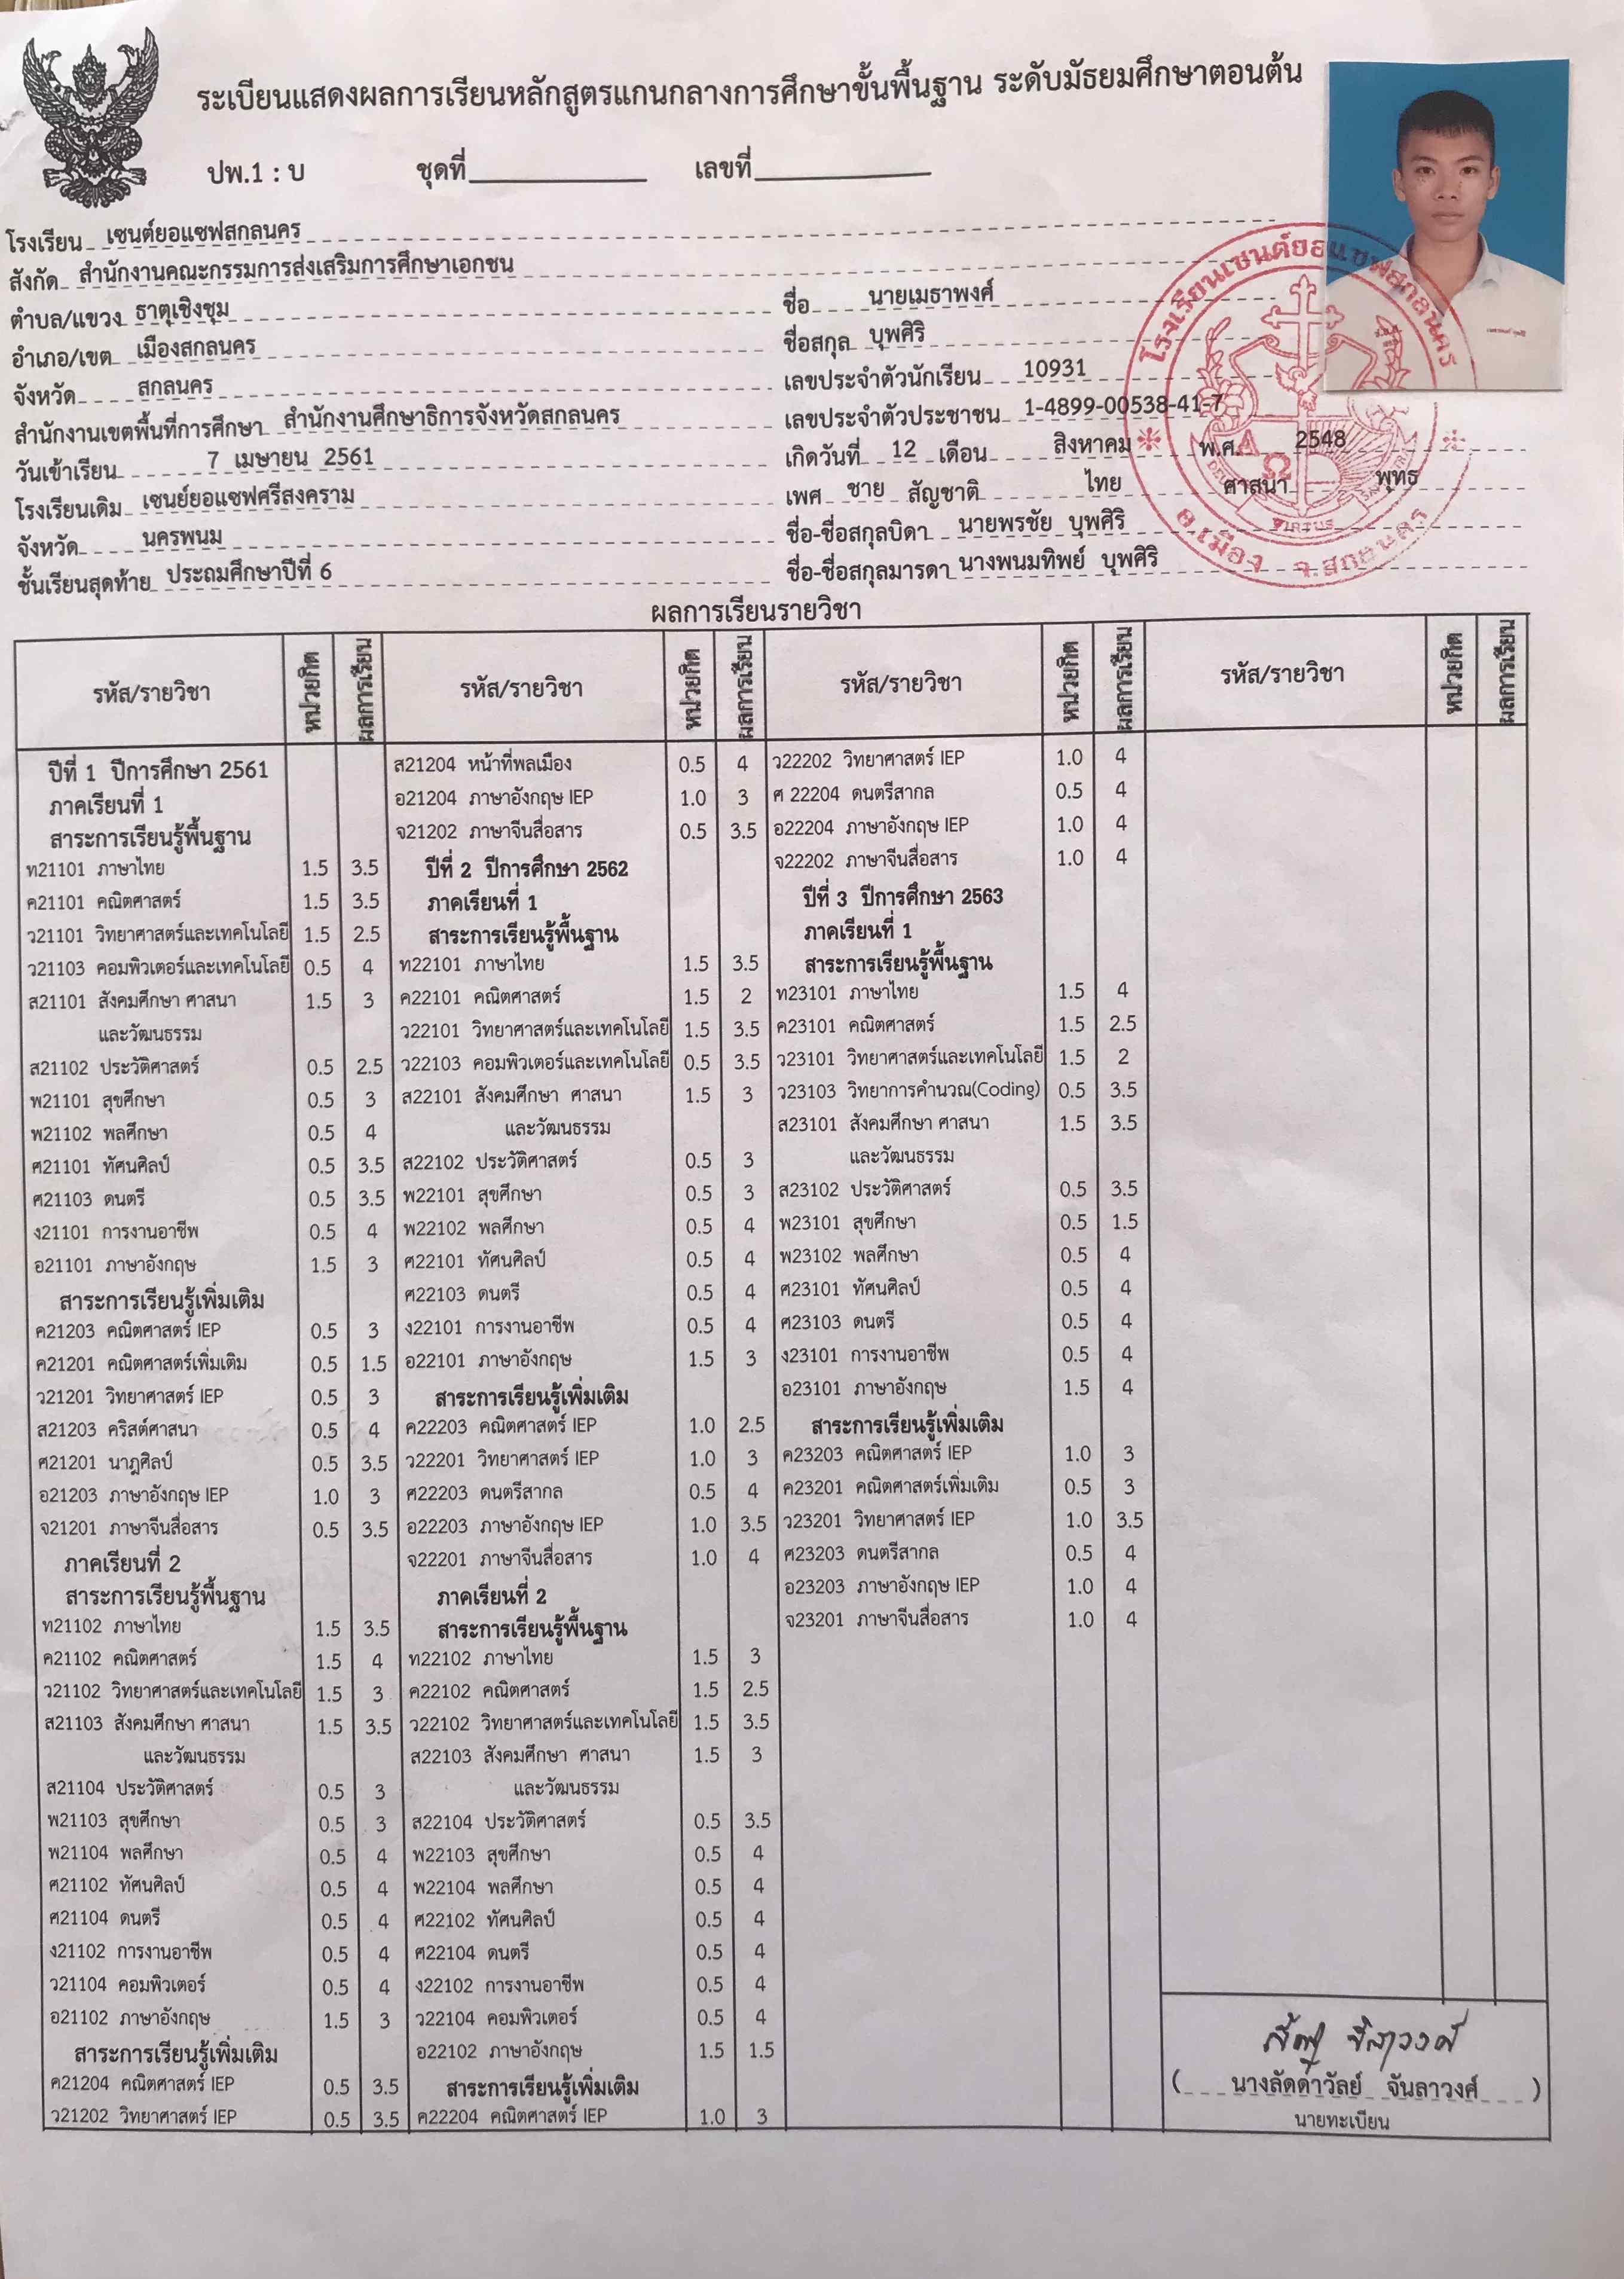 ระเบียนแสดงผลการเรียนหลักสูตรแกนกลางการศึกษาขั้นพื้นฐาน ระดับมัธยมศึกษาตอนต้น
ปพ.1 : บ ชุดที่ เลขที่
โรงเรียน เซนต์ยอแซฟสกลนคร
สังกัด สำนักงานคณะกรรมการส่งเสริมการศึกษาเอกชน
ตำบล/แขวง ธาตุเชิงชุม
อำเภอ/เขต เมืองสกลนคร
จังหวัด สกลนคร
สำนักงานเขตพื้นที่การศึกษา สำนักงานศึกษาธิการจังหวัดสกลนคร
วันเข้าเรียน 7 เมษายน 2561
โรงเรียนเดิม เซนย์ยอแซฟศรีสงคราม
จังหวัด นครพนม
ชั้นเรียนสุดท้าย ประถมศึกษาปีที่ 6
ชื่อ นายเมธาพงศ์
ชื่อสกุล บุพศิริ
เลขประจำตัวนักเรียน 10931
เลขประจำตัวประชาชน 1-4899-00538-41-7
เกิดวันที่ 12 เดือน สิงหาคม พ.ศ. 2548
เพศ ชาย สัญชาติ ไทย ศาสนา พุทธ
ชื่อ-ชื่อสกุลบิดา นายพรชัย บุพศิริ
ชื่อ-ชื่อสกุลมารดา นางพนมทิพย์ บุพศิริ
โรงเรียนเซนต์ยอแซฟสกลนคร
อ.เมือง จ.สกลนคร
VIRTUS
ผลการเรียนรายวิชา
รหัส/รายวิชา หน่วยกิต ผลการเรียน รหัส/รายวิชา หน่วยกิต ผลการเรียน รหัส/รายวิชา หน่วยกิต ผลการเรียน รหัส/รายวิชา หน่วยกิต ผลการเรียน
ปีที่ 1 ปีการศึกษา 2561
ภาคเรียนที่ 1
สาระการเรียนรู้พื้นฐาน
ท21101 ภาษาไทย 1.5 3.5
ค21101 คณิตศาสตร์ 1.5 3.5
ว21101 วิทยาศาสตร์และเทคโนโลยี 1.5 2.5
ว21103 คอมพิวเตอร์และเทคโนโลยี 0.5 4
ส21101 สังคมศึกษา ศาสนา 1.5 3
และวัฒนธรรม
ส21102 ประวัติศาสตร์ 0.5 2.5
พ21101 สุขศึกษา 0.5 3
พ21102 พลศึกษา 0.5 4
ศ21101 ทัศนศิลป์ 0.5 3.5
ศ21103 ดนตรี 0.5 3.5
ง21101 การงานอาชีพ 0.5 4
อ21101 ภาษาอังกฤษ 1.5 3
สาระการเรียนรู้เพิ่มเติม
ค21203 คณิตศาสตร์ IEP 0.5 3
ค21201 คณิตศาสตร์เพิ่มเติม 0.5 1.5
ว21201 วิทยาศาสตร์ IEP 0.5 3
ส21203 คริสต์ศาสนา 0.5 4
ศ21201 นาฎศิลป์ 0.5 3.5
อ21203 ภาษาอังกฤษ IEP 1.0 3
จ21201 ภาษาจีนสื่อสาร 0.5 3.5
ภาคเรียนที่ 2
สาระการเรียนรู้พื้นฐาน
ท21102 ภาษาไทย 1.5 3.5
ค21102 คณิตศาสตร์ 1.5 4
ว21102 วิทยาศาสตร์และเทคโนโลยี 1.5 3
ส21103 สังคมศึกษา ศาสนา 1.5 3.5
และวัฒนธรรม
ส21104 ประวัติศาสตร์ 0.5 3
พ21103 สุขศึกษา 0.5 3
พ21104 พลศึกษา 0.5 4
ศ21102 ทัศนศิลป์ 0.5 4
ศ21104 ดนตรี 0.5 4
ง21102 การงานอาชีพ 0.5 4
ว21104 คอมพิวเตอร์ 0.5 4
อ21102 ภาษาอังกฤษ 1.5 3
สาระการเรียนรู้เพิ่มเติม
ค21204 คณิตศาสตร์ IEP 0.5 3.5
ว21202 วิทยาศาสตร์ IEP 0.5 3.5
ส21204 หน้าที่พลเมือง 0.5 4
อ21204 ภาษาอังกฤษ IEP 1.0 3
จ21202 ภาษาจีนสื่อสาร 0.5 3.5
ปีที่ 2 ปีการศึกษา 2562
ภาคเรียนที่ 1
สาระการเรียนรู้พื้นฐาน
ท22101 ภาษาไทย 1.5 3.5
ค22101 คณิตศาสตร์ 1.5 2
ว22101 วิทยาศาสตร์และเทคโนโลยี 1.5 3.5
ว22103 คอมพิวเตอร์และเทคโนโลยี 0.5 3.5
ส22101 สังคมศึกษา ศาสนา 1.5 3
และวัฒนธรรม
ส22102 ประวัติศาสตร์ 0.5 3
พ22101 สุขศึกษา 0.5 3
พ22102 พลศึกษา 0.5 4
ศ22101 ทัศนศิลป์ 0.5 4
ศ22103 ดนตรี 0.5 4
ง22101 การงานอาชีพ 0.5 4
อ22101 ภาษาอังกฤษ 1.5 3
สาระการเรียนรู้เพิ่มเติม
ค22203 คณิตศาสตร์ IEP 1.0 2.5
ว22201 วิทยาศาสตร์ IEP 1.0 3
ศ22203 ดนตรีสากล 0.5 4
อ22203 ภาษาอังกฤษ IEP 1.0 3.5
จ22201 ภาษาจีนสื่อสาร 1.0 4
ภาคเรียนที่ 2
สาระการเรียนรู้พื้นฐาน
ท22102 ภาษาไทย 1.5 3
ค22102 คณิตศาสตร์ 1.5 2.5
ว22102 วิทยาศาสตร์และเทคโนโลยี 1.5 3.5
ส22103 สังคมศึกษา ศาสนา 1.5 3
และวัฒนธรรม
ส22104 ประวัติศาสตร์ 0.5 3.5
พ22103 สุขศึกษา 0.5 4
พ22104 พลศึกษา 0.5 4
ศ22102 ทัศนศิลป์ 0.5 4
ศ22104 ดนตรี 0.5 4
ง22102 การงานอาชีพ 0.5 4
ว22104 คอมพิวเตอร์ 0.5 4
อ22102 ภาษาอังกฤษ 1.5 1.5
สาระการเรียนรู้เพิ่มเติม
ค22204 คณิตศาสตร์ IEP 1.0 3
ว22202 วิทยาศาสตร์ IEP 1.0 4
ศ 22204 ดนตรีสากล 0.5 4
อ22204 ภาษาอังกฤษ IEP 1.0 4
จ22202 ภาษาจีนสื่อสาร 1.0 4
ปีที่ 3 ปีการศึกษา 2563
ภาคเรียนที่ 1
สาระการเรียนรู้พื้นฐาน
ท23101 ภาษาไทย 1.5 4
ค23101 คณิตศาสตร์ 1.5 2.5
ว23101 วิทยาศาสตร์และเทคโนโลยี 1.5 2
ว23103 วิทยาการคำนวณ(Coding) 0.5 3.5
ส23101 สังคมศึกษา ศาสนา 1.5 3.5
และวัฒนธรรม
ส23102 ประวัติศาสตร์ 0.5 3.5
พ23101 สุขศึกษา 0.5 1.5
พ23102 พลศึกษา 0.5 4
ศ23101 ทัศนศิลป์ 0.5 4
ศ23103 ดนตรี 0.5 4
ง23101 การงานอาชีพ 0.5 4
อ23101 ภาษาอังกฤษ 1.5 4
สาระการเรียนรู้เพิ่มเติม
ค23203 คณิตศาสตร์ IEP 1.0 3
ค23201 คณิตศาสตร์เพิ่มเติม 0.5 3
ว23201 วิทยาศาสตร์ IEP 1.0 3.5
ศ23203 ดนตรีสากล 0.5 4
อ23203 ภาษาอังกฤษ IEP 1.0 4
จ23201 ภาษาจีนสื่อสาร 1.0 4
( นางลัดดาวัลย์ จันลาวงศ์ )
นายทะเบียน